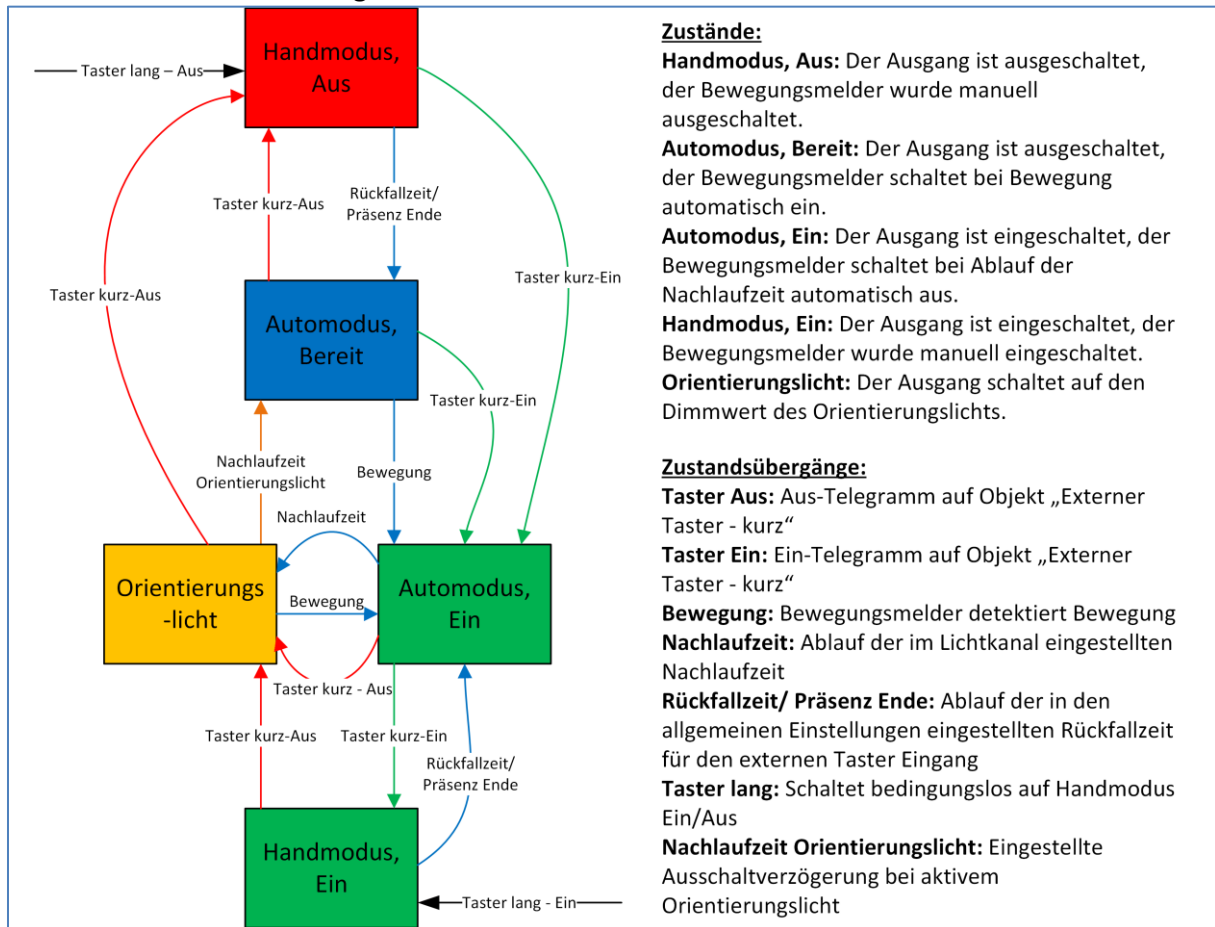 Handmodus,
Aus
Taster lang – Aus
Taster kurz-Aus
Rückfallzeit/
Präsenz Ende
Taster kurz-Aus
Taster kurz-Ein
Automodus,
Bereit
Taster kurz-Ein
Nachlaufzeit
Orientierungslicht
Bewegung
Nachlaufzeit
Orientierungs
-licht
Bewegung
Automodus,
Ein
Taster kurz - Aus
Taster kurz-Aus
Taster kurz-Ein
Rückfallzeit/
Präsenz Ende
Handmodus,
Ein
Taster lang - Ein
Zustände:
Handmodus, Aus: Der Ausgang ist ausgeschaltet,
der Bewegungsmelder wurde manuell
ausgeschaltet.
Automodus, Bereit: Der Ausgang ist ausgeschaltet,
der Bewegungsmelder schaltet bei Bewegung
automatisch ein.
Automodus, Ein: Der Ausgang ist eingeschaltet, der
Bewegungsmelder schaltet bei Ablauf der
Nachlaufzeit automatisch aus.
Handmodus, Ein: Der Ausgang ist eingeschaltet, der
Bewegungsmelder wurde manuell eingeschaltet.
Orientierungslicht: Der Ausgang schaltet auf den
Dimmwert des Orientierungslichts.
Zustandsübergänge:
Taster Aus: Aus-Telegramm auf Objekt „Externer
Taster - kurz“
Taster Ein: Ein-Telegramm auf Objekt „Externer
Taster - kurz“
Bewegung: Bewegungsmelder detektiert Bewegung
Nachlaufzeit: Ablauf der im Lichtkanal eingestellten
Nachlaufzeit
Rückfallzeit/ Präsenz Ende: Ablauf der in den
allgemeinen Einstellungen eingestellten Rückfallzeit
für den externen Taster Eingang
Taster lang: Schaltet bedingungslos auf Handmodus
Ein/Aus
Nachlaufzeit Orientierungslicht: Eingestellte
Ausschaltverzögerung bei aktivem
Orientierungslicht